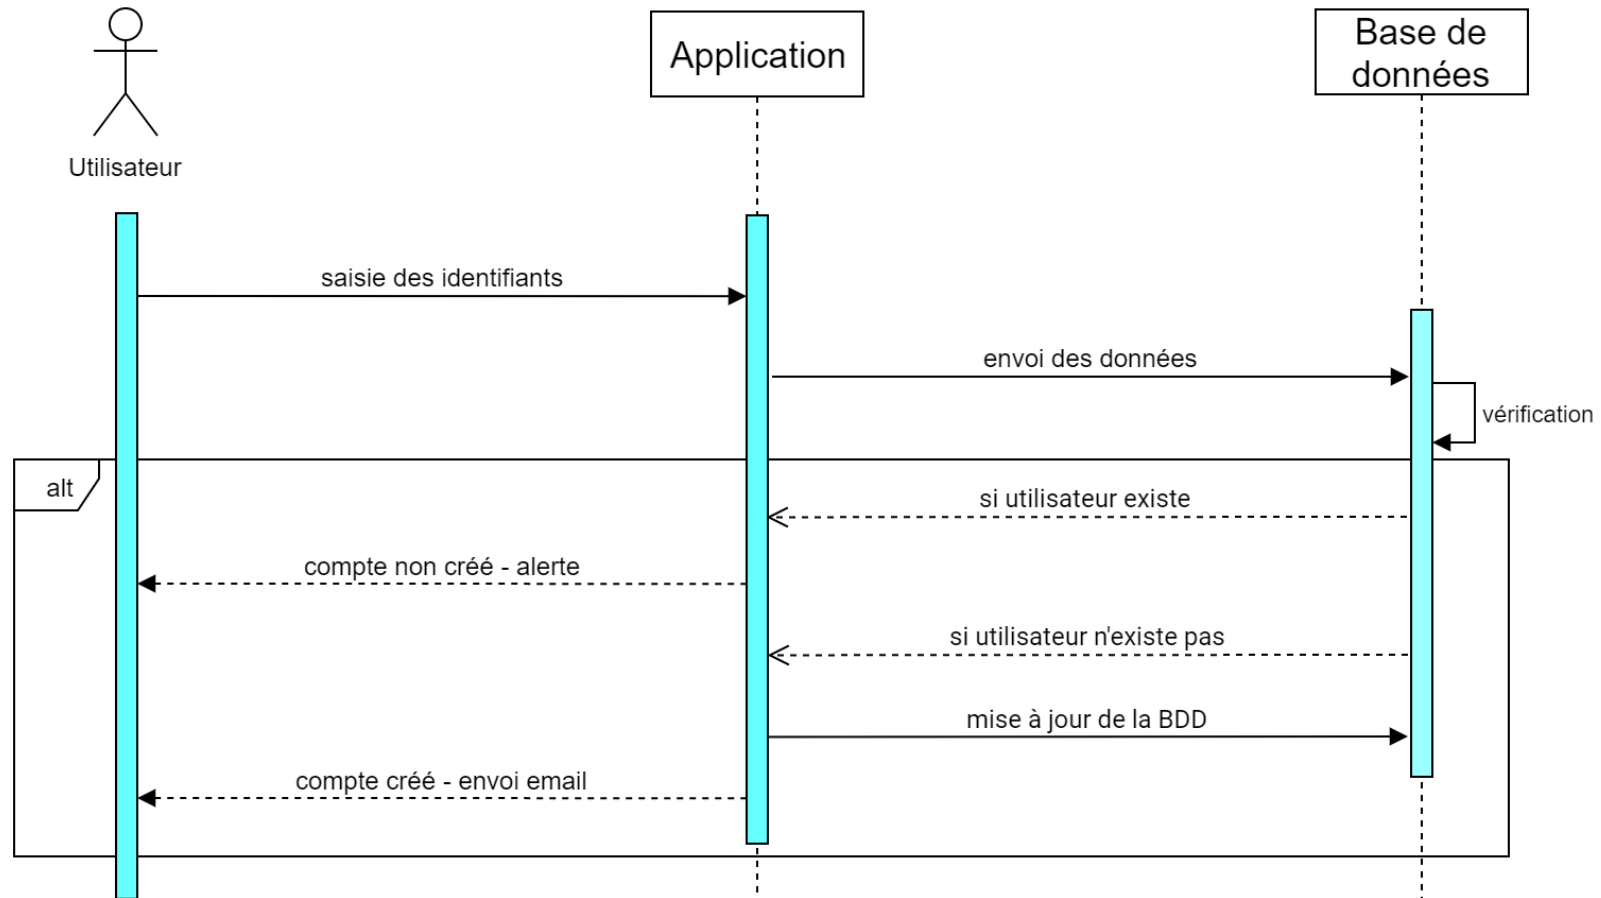 Utilisateur
Application
Base de
données
saisie des identifiants
envoi des données
vérification
alt
si utilisateur existe
compte non créé - alerte
si utilisateur n'existe pas
mise à jour de la BDD
compte créé - envoi email